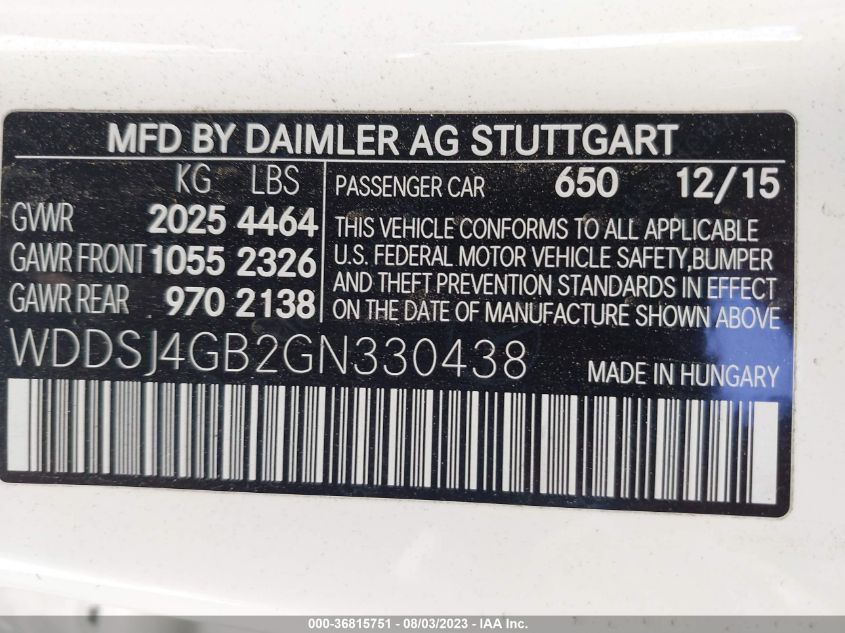 MFD BY DAIMLER AG STUTTGART
KG LBS
GVWR 2025 4464
GAWR FRONT 1055 2326
GAWR REAR 970 2138
PASSENGER CAR 650 12/15
THIS VEHICLE CONFORMS TO ALL APPLICABLE
U.S. FEDERAL MOTOR VEHICLE SAFETY, BUMPER
AND THEFT PREVENTION STANDARDS IN EFFECT
ON THE DATE OF MANUFACTURE SHOWN ABOVE
WDDSJ4GB2GN330438
MADE IN HUNGARY
000-36815751 - 08/03/2023 - IAA Inc.